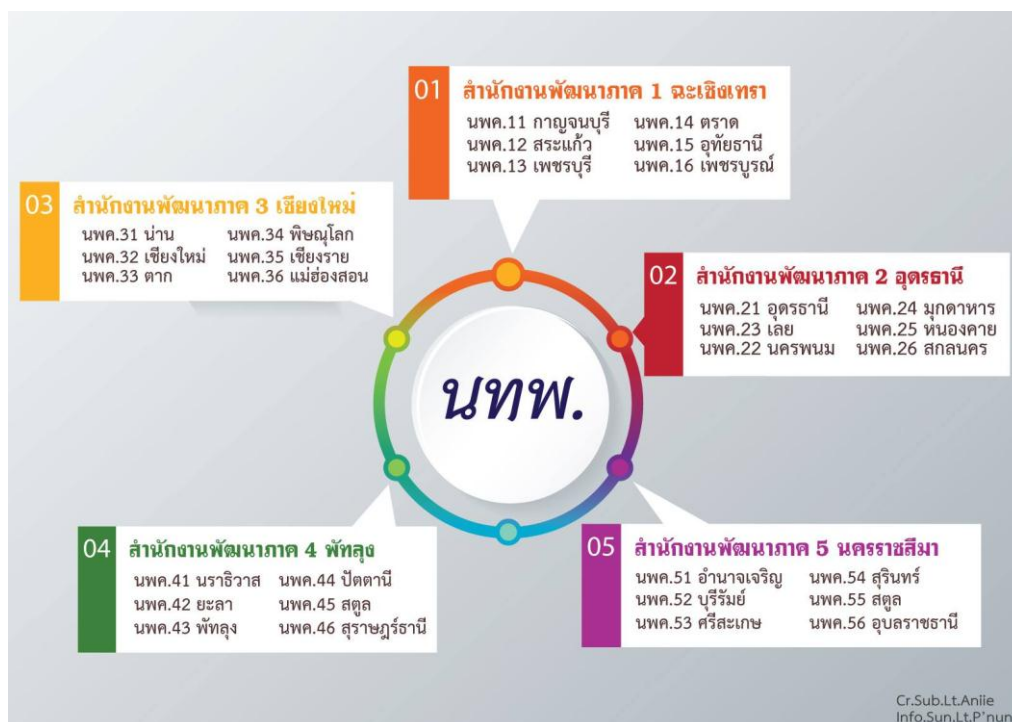 01 สำนักงานพัฒนาภาค 1 ฉะเชิงเทรา
นพค.11 กาญจนบุรี นพค.14 ตราด
นพค.12 สระแก้ว นพค.15 อุทัยธานี
นพค.13 เพชรบุรี นพค.16 เพชรบูรณ์
03 สำนักงานพัฒนาภาค 3 เชียงใหม่
นพค.31 น่าน นพค.34 พิษณุโลก
นพค.32 เชียงใหม่ นพค.35 เชียงราย
นพค.33 ตาก นพค.36 แม่ฮ่องสอน
02 สำนักงานพัฒนาภาค 2 อุดรธานี
นพค.21 อุดรธานี นพค.24 มุกดาหาร
นพค.23 เลย นพค.25 หนองคาย
นพค.22 นครพนม นพค.26 สกลนคร
นทพ.
04 สำนักงานพัฒนาภาค 4 พัทลุง
นพค.41 นราธิวาส นพค.44 ปัตตานี
นพค.42 ยะลา นพค.45 สตูล
นพค.43 พัทลุง นพค.46 สุราษฎร์ธานี
05 สำนักงานพัฒนาภาค 5 นครราชสีมา
นพค.51 อำนาจเจริญ นพค.54 สุรินทร์
นพค.52 บุรีรัมย์ นพค.55 สตูล
นพค.53 ศรีสะเกษ นพค.56 อุบลราชธานี
Cr.Sub.Lt.Aniie
Info.Sun.Lt.P'nun